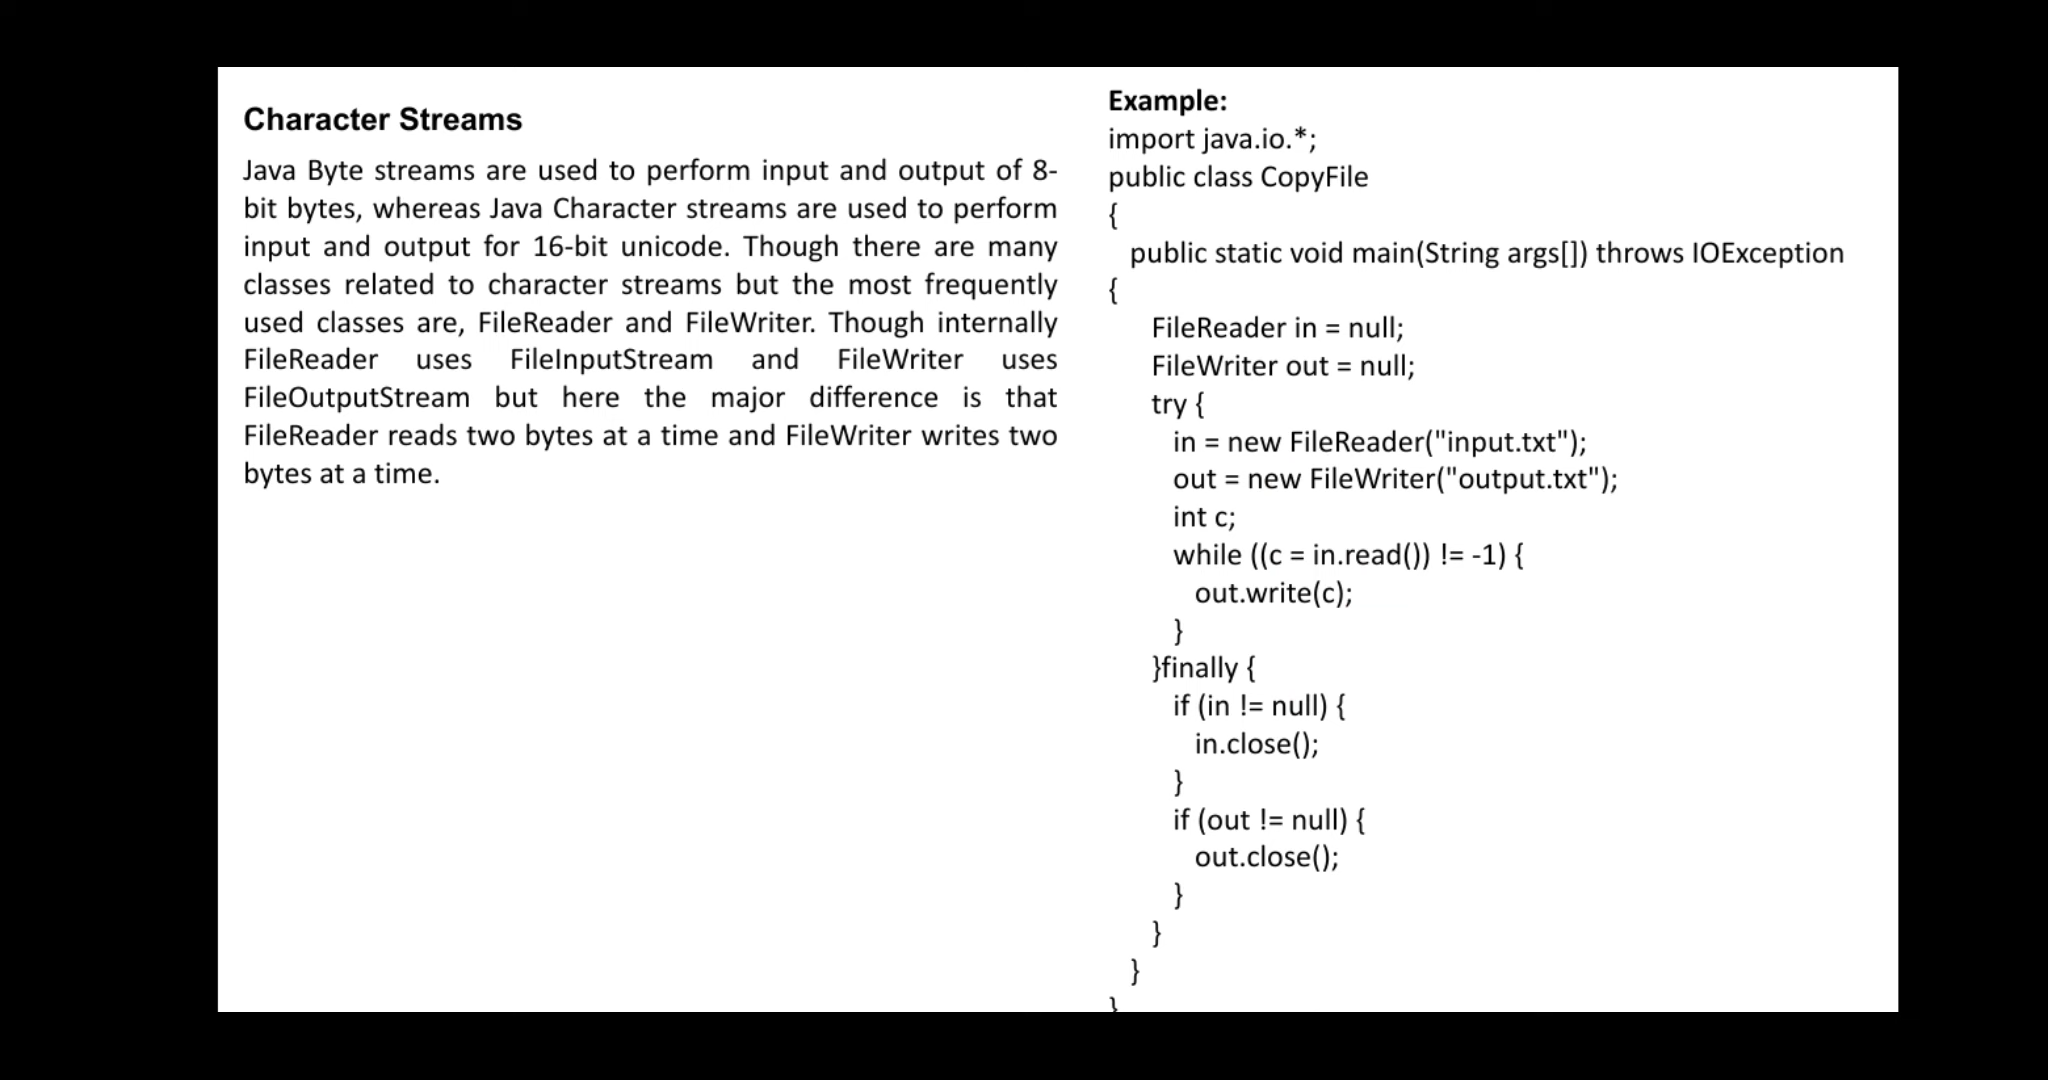 Character Streams
Java Byte streams are used to perform input and output of 8-
bit bytes, whereas Java Character streams are used to perform
input and output for 16-bit unicode. Though there are many
classes related to character streams but the most frequently
used classes are, FileReader and FileWriter. Though internally
FileReader uses FileInputStream and FileWriter uses
FileOutputStream but here the major difference is that
FileReader reads two bytes at a time and FileWriter writes two
bytes at a time.
Example:
import java.io.*;
public class CopyFile
{
public static void main(String args[]) throws IOException
{
FileReader in = null;
FileWriter out = null;
try {
in = new FileReader("input.txt");
out = new FileWriter("output.txt");
int c;
while ((c = in.read()) != -1) {
out.write(c);
}
}finally {
if (in != null) {
in.close();
}
if (out != null) {
out.close();
}
}
}
}